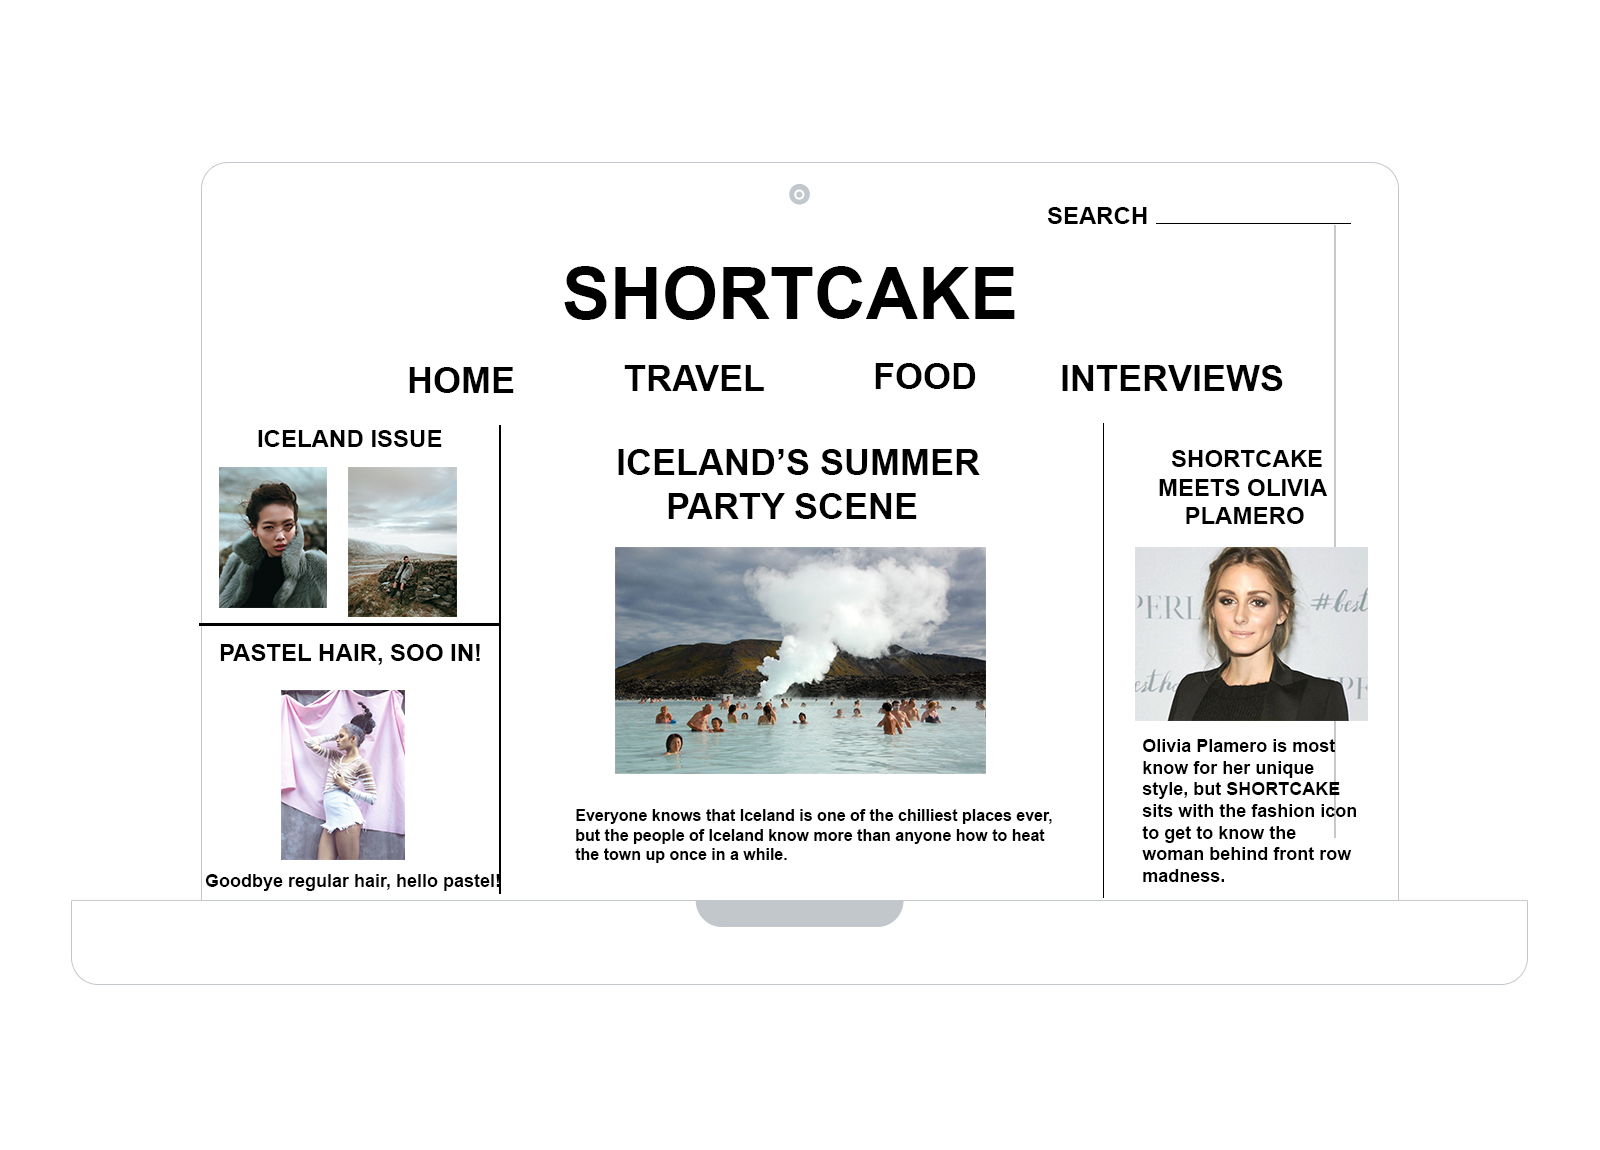 SEARCH
SHORTCAKE
HOME TRAVEL FOOD INTERVIEWS
ICELAND ISSUE
PASTEL HAIR, SOO IN!
Goodbye regular hair, hello pastel!
ICELAND’S SUMMER
PARTY SCENE
Everyone knows that Iceland is one of the chilliest places ever,
but the people of Iceland know more than anyone how to heat
the town up once in a while.
SHORTCAKE
MEETS OLIVIA
PLAMERO
PERL #best
estha
Olivia Plamero is most
know for her unique
style, but SHORTCAKE
sits with the fashion icon
to get to know the
woman behind front row
madness.